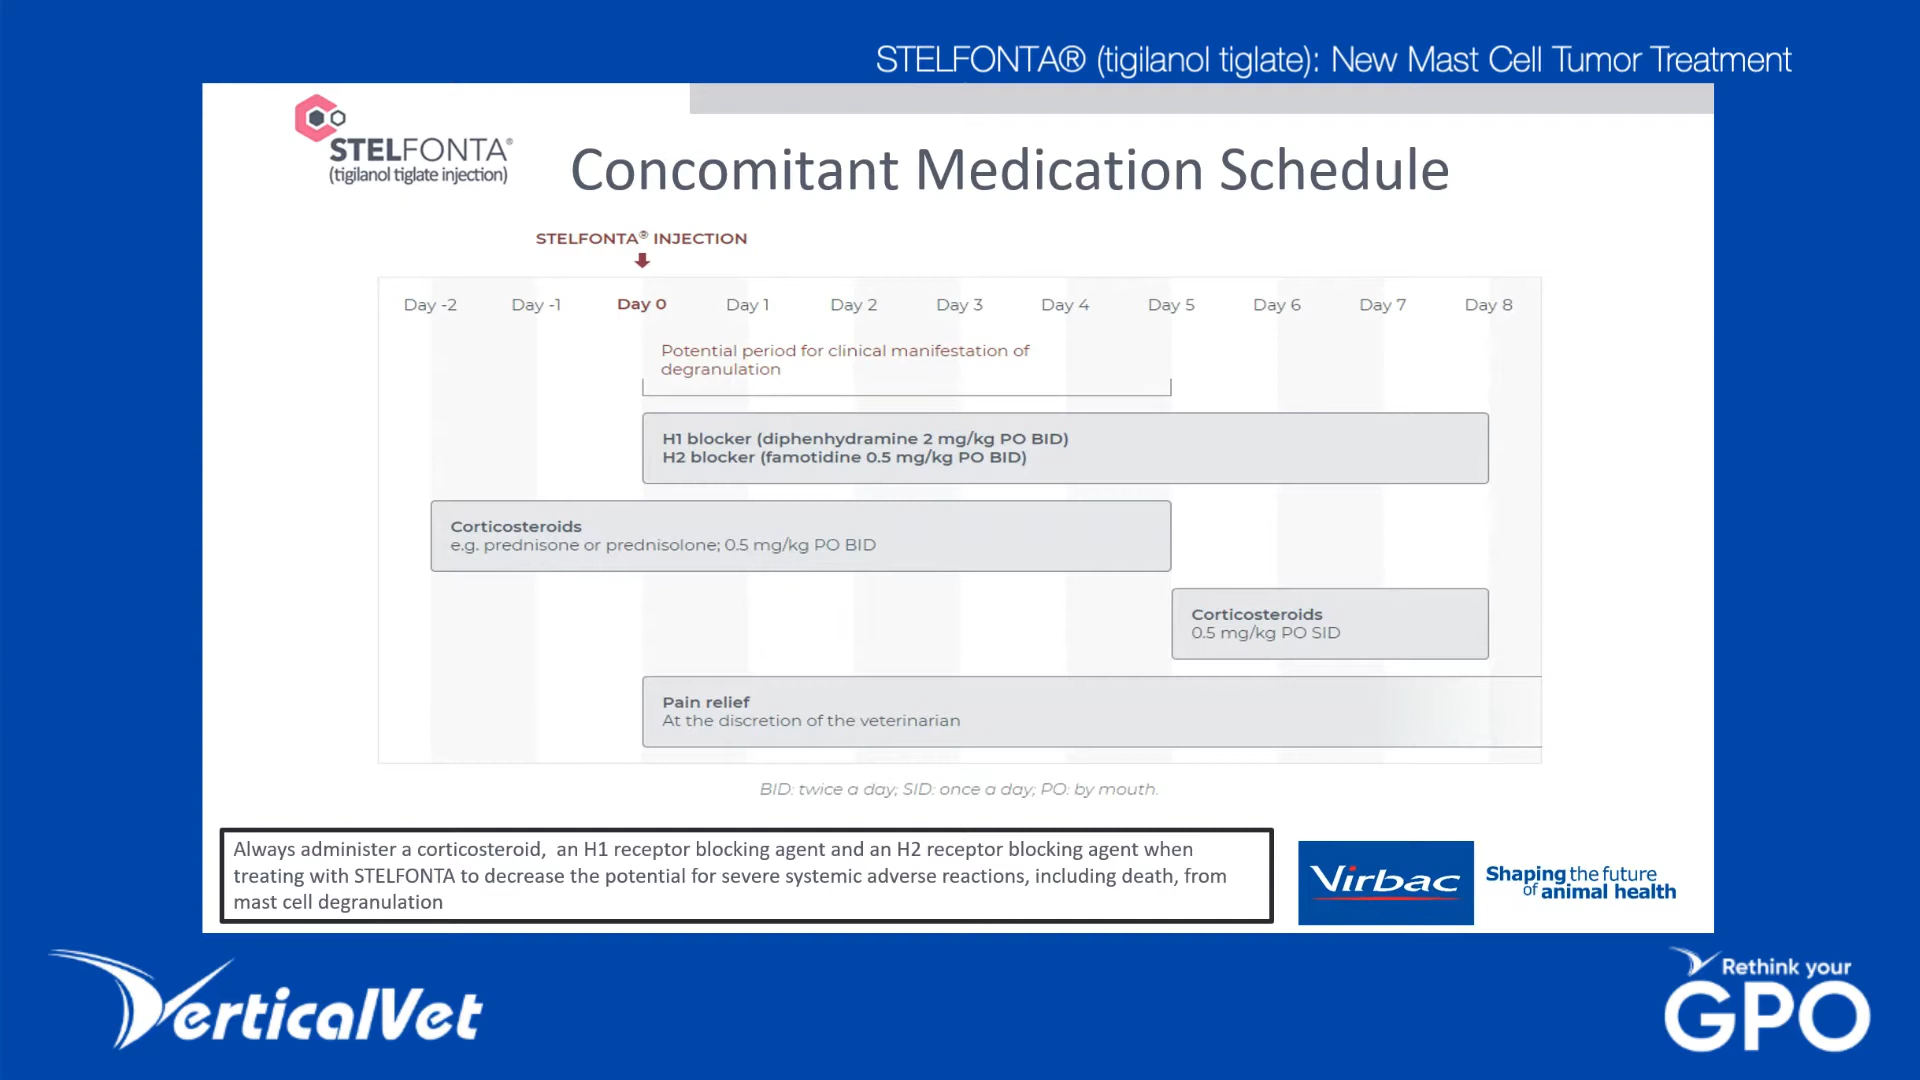 STELFONTA® (tigilanol tiglate): New Mast Cell Tumor Treatment
STELFONTA®
(tigilanol tiglate injection)
Concomitant Medication Schedule
STELFONTA® INJECTION
Day -2 Day -1 Day 0 Day 1 Day 2 Day 3 Day 4 Day 5 Day 6 Day 7 Day 8
Potential period for clinical manifestation of
degranulation
H1 blocker (diphenhydramine 2 mg/kg PO BID)
H2 blocker (famotidine 0.5 mg/kg PO BID)
Corticosteroids
e.g. prednisone or prednisolone; 0.5 mg/kg PO BID
Corticosteroids
0.5 mg/kg PO SID
Pain relief
At the discretion of the veterinarian
BID: twice a day; SID: once a day; PO: by mouth.
Always administer a corticosteroid, an H1 receptor blocking agent and an H2 receptor blocking agent when
treating with STELFONTA to decrease the potential for severe systemic adverse reactions, including death, from
mast cell degranulation
Virbac
Shaping the future
of animal health
VerticalVet
Rethink your
GPO